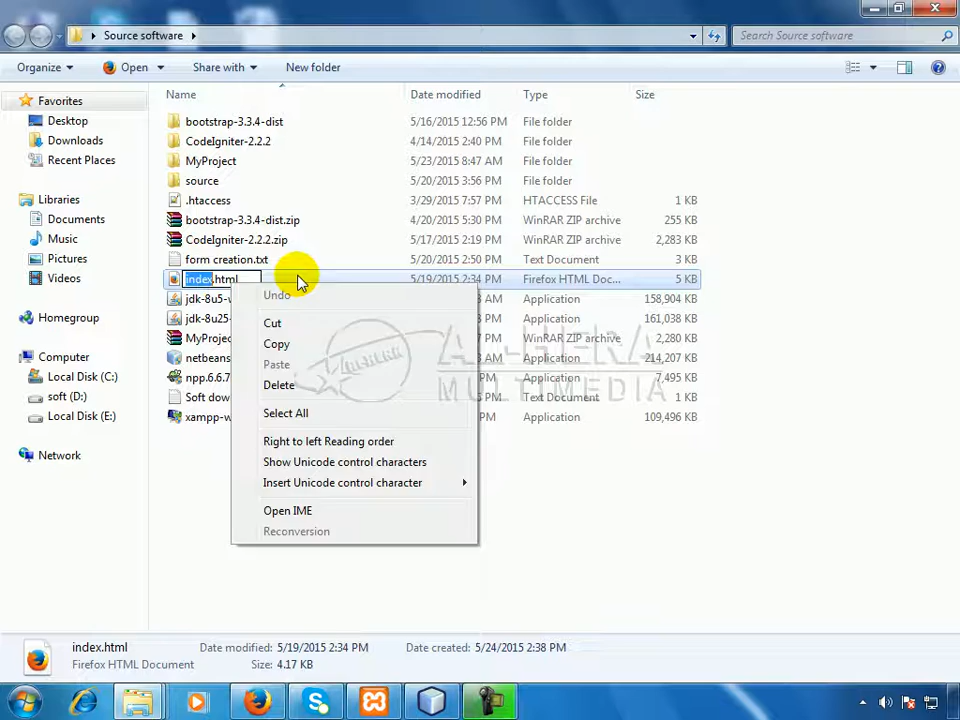 Source software
Search Source software
Organize
Open
Share with
New folder
Favorites
Desktop
Downloads
Recent Places
Libraries
Documents
Music
Pictures
Videos
Homegroup
Computer
Local Disk (C:)
soft (D:)
Local Disk (E:)
Network
Name Date modified Type Size
bootstrap-3.3.4-dist 5/16/2015 12:56 PM File folder
CodeIgniter-2.2.2 4/14/2015 2:40 PM File folder
MyProject 5/23/2015 8:47 AM File folder
source 5/20/2015 3:56 PM File folder
.htaccess 3/29/2015 7:57 PM HTACCESS File 1 KB
bootstrap-3.3.4-dist.zip 4/20/2015 5:30 PM WinRAR ZIP archive 255 KB
CodeIgniter-2.2.2.zip 5/17/2015 2:19 PM WinRAR ZIP archive 2,283 KB
form creation.txt 5/20/2015 2:51 PM Text Document 3 KB
index.html 5/19/2015 2:34 PM Firefox HTML Doc... 5 KB
jdk-8u5- AM Application 158,904 KB
jdk-8u25- PM Application 161,038 KB
MyProjec PM WinRAR ZIP archive 2,280 KB
netbeans PM Application 214,207 KB
npp.6.6.7 PM Application 7,495 KB
Soft dow PM Text Document 1 KB
xampp-w PM Application 109,496 KB
Undo
Cut
Copy
Paste
Delete
Select All
Right to left Reading order
Show Unicode control characters
Insert Unicode control character
Open IME
Reconversion
AL-HERA
MULTIMEDIA
index.html Date modified: 5/19/2015 2:34 PM Date created: 5/24/2015 2:38 PM
Firefox HTML Document Size: 4.17 KB